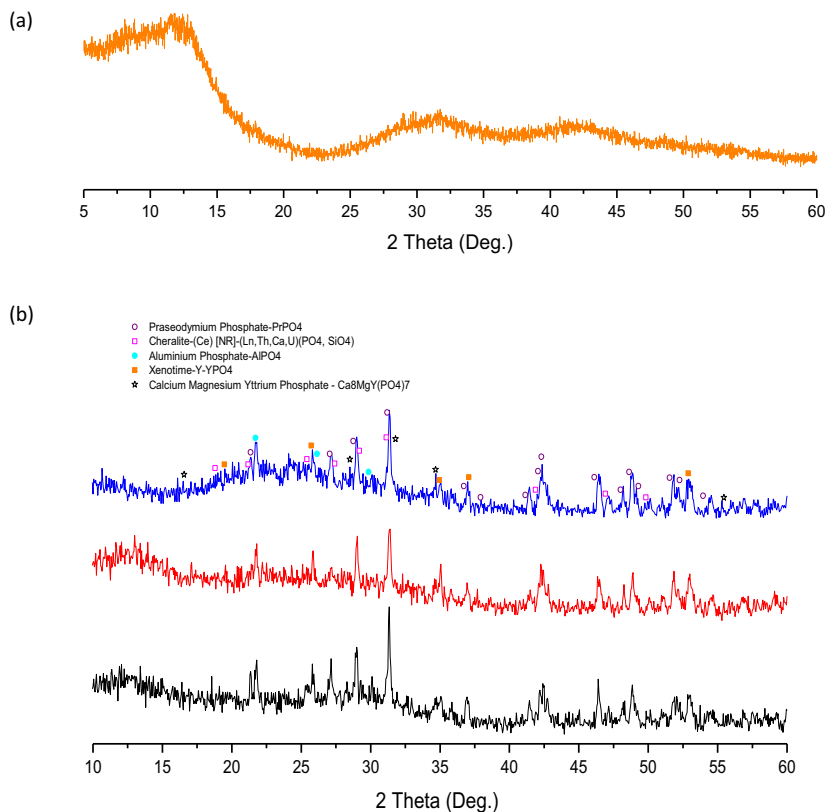 (a)
5 10 15 20 25 30 35 40 45 50 55 60
2 Theta (Deg.)
(b)
Praseodymium Phosphate-PrPO4
Cheralite-(Ce) [NR]-(Ln,Th,Ca,U)(PO4, SiO4)
Aluminium Phosphate-AlPO4
Xenotime-Y-YPO4
Calcium Magnesium Yttrium Phosphate - Ca8MgY(PO4)7
10 15 20 25 30 35 40 45 50 55 60
2 Theta (Deg.)